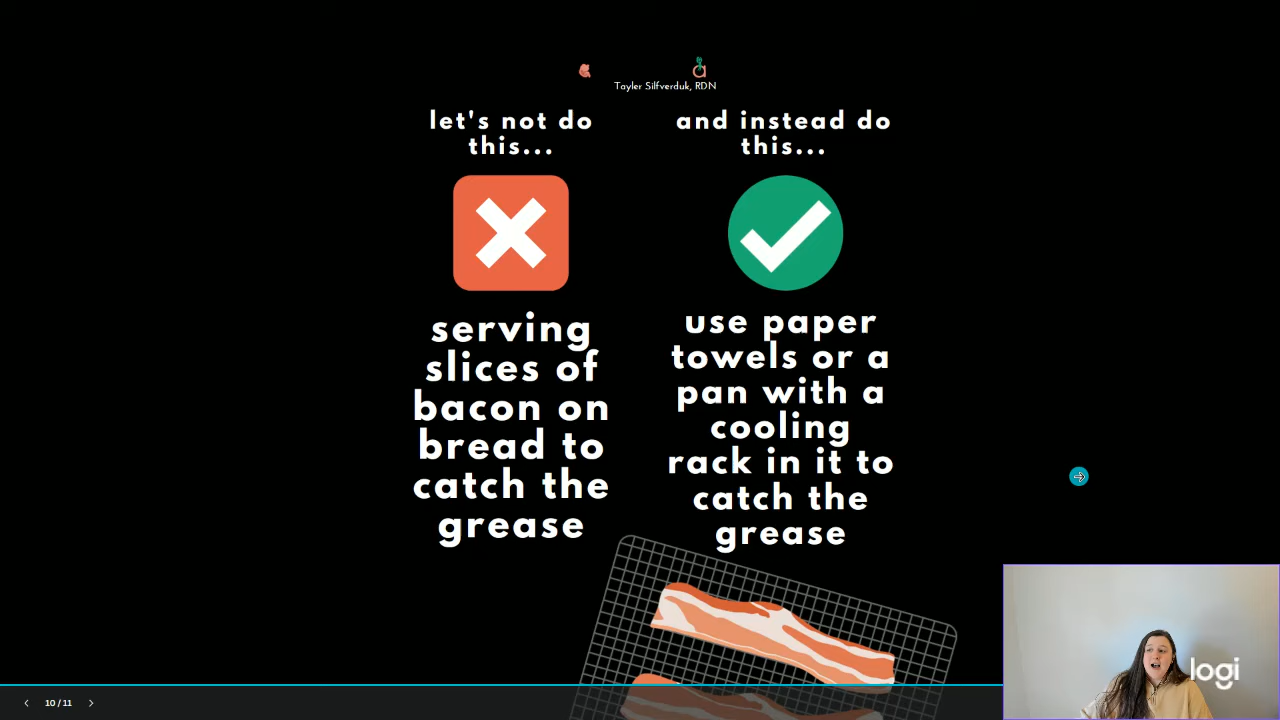 Tayler Silfverduk, RDN
let's not do
this...
and instead do
this...
serving
slices of
bacon on
bread to
catch the
grease
use paper
towels or a
pan with a
cooling
rack in it to
catch the
grease
logi
10 / 11